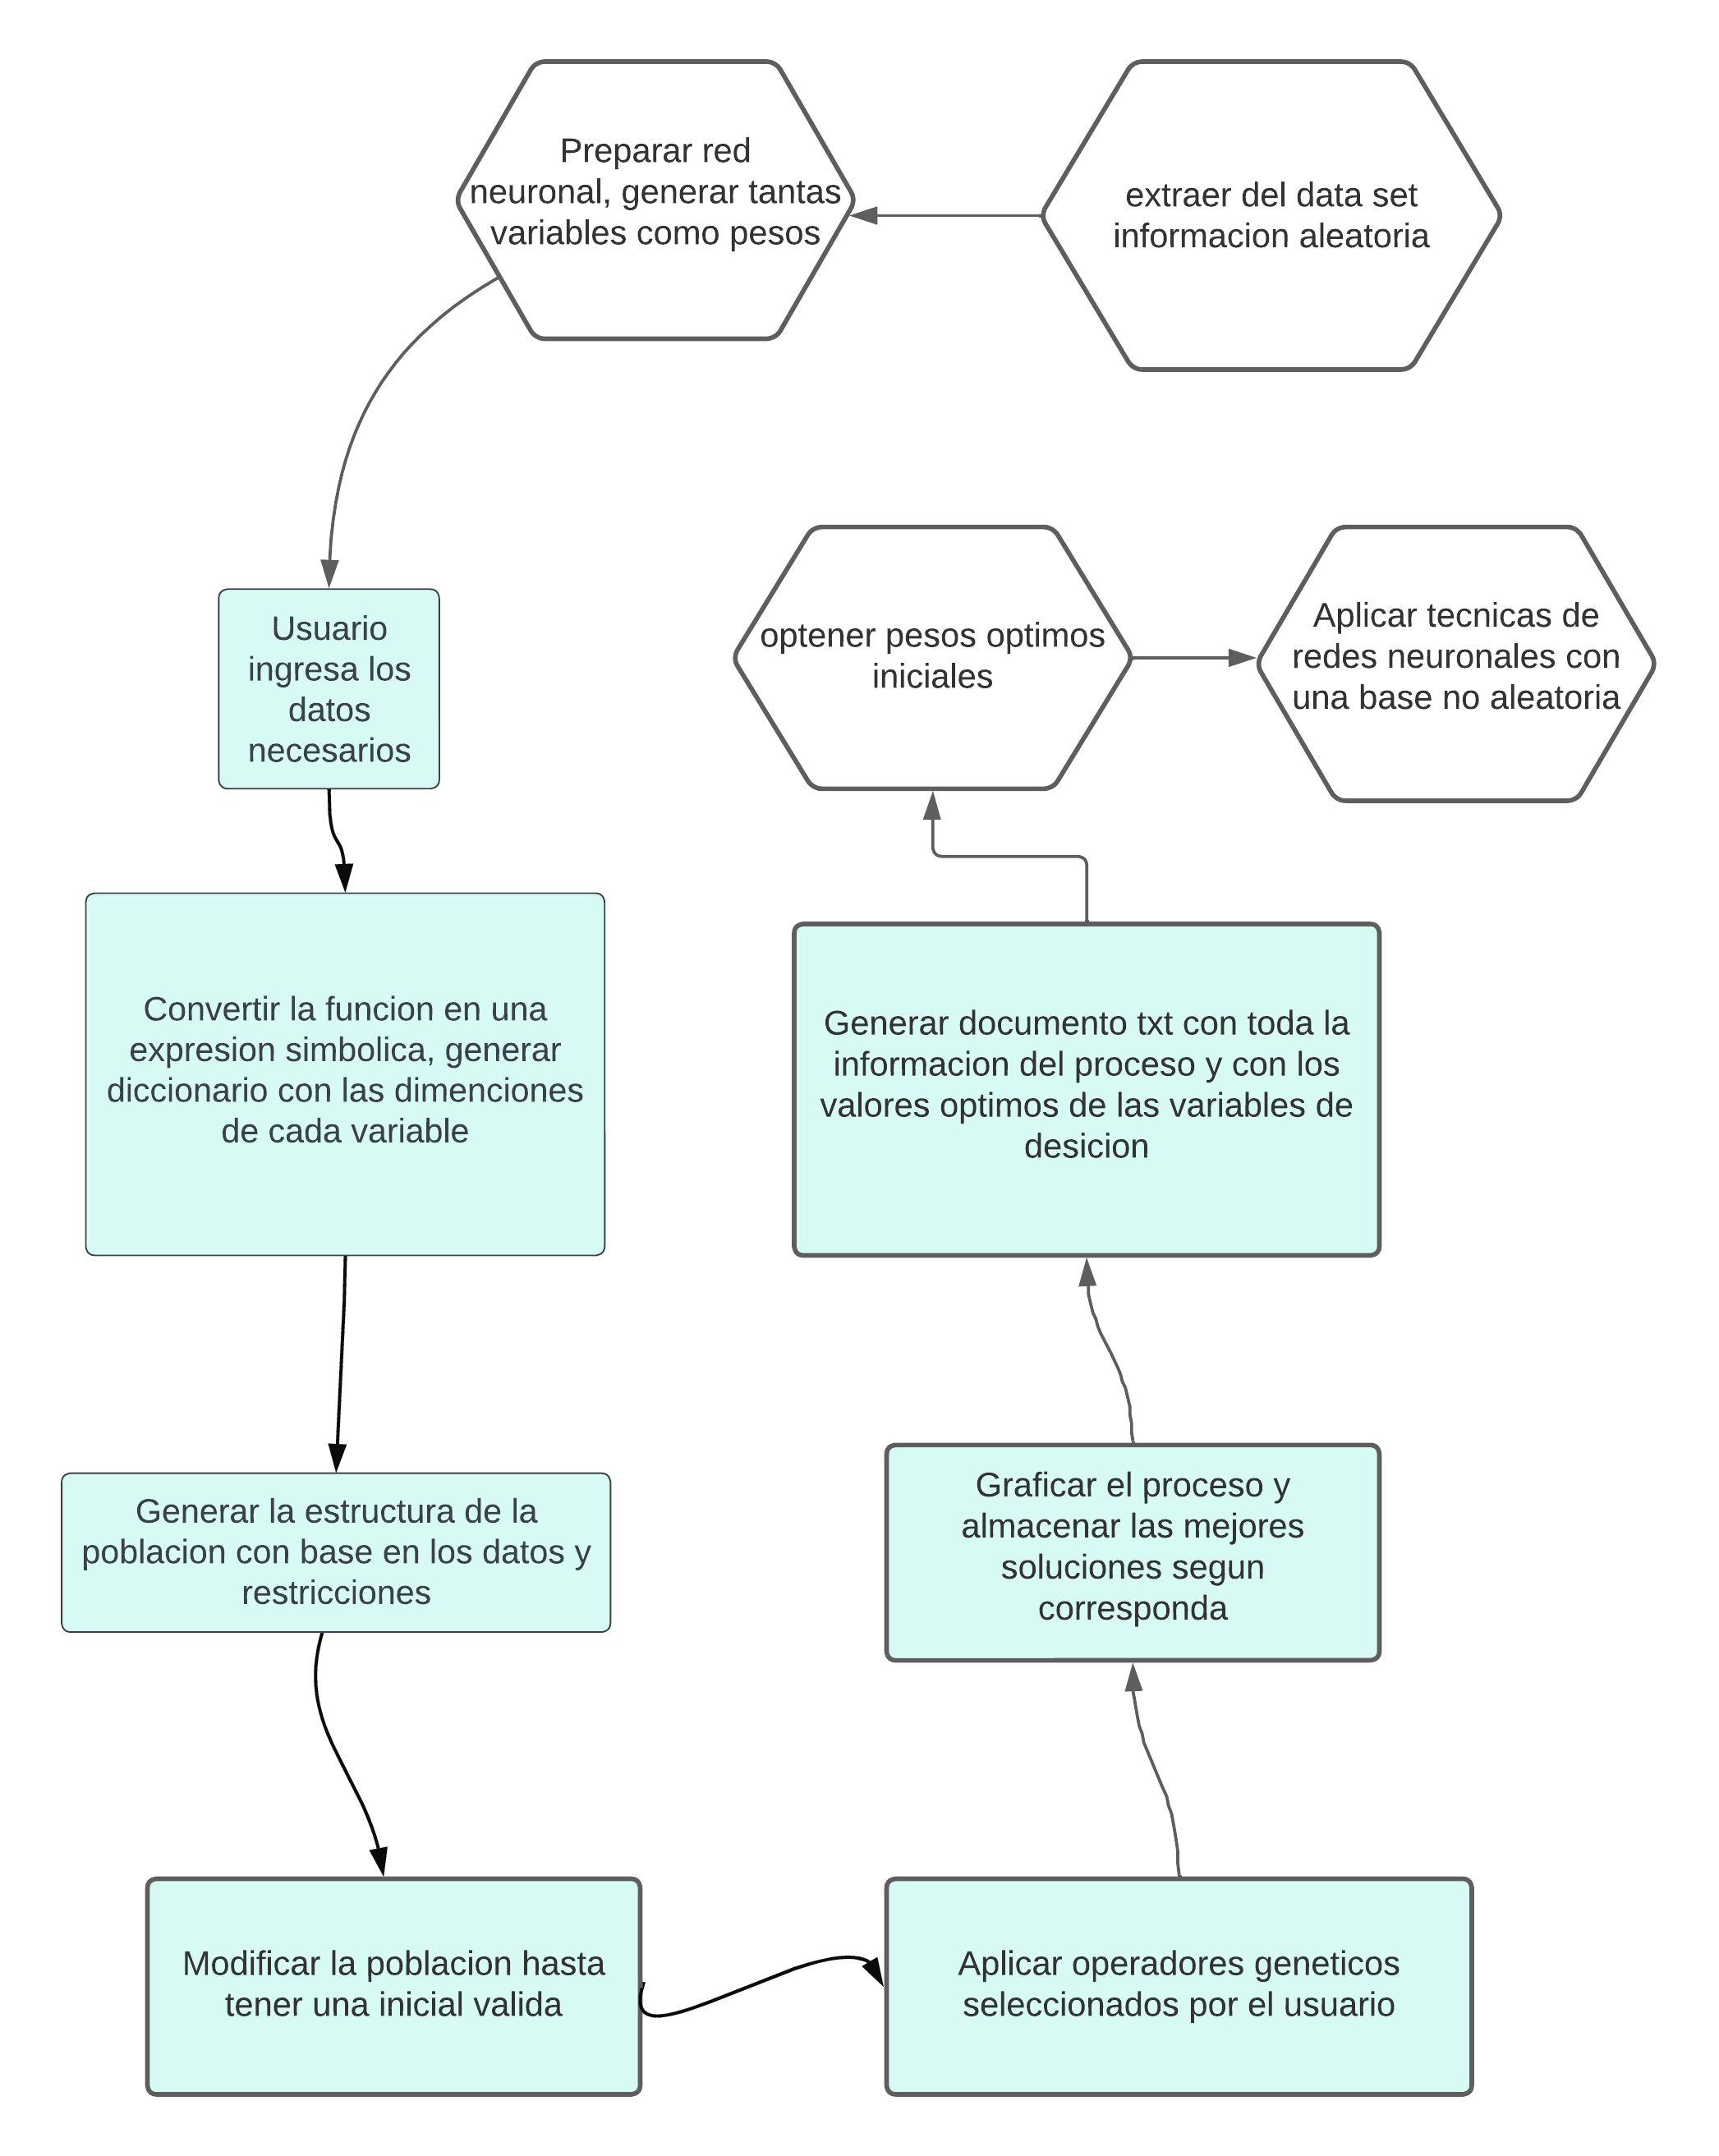 Preparar red
neuronal, generar tantas
variables como pesos
extraer del data set
informacion aleatoria
Usuario
ingresa los
datos
necesarios
optener pesos optimos
iniciales
Aplicar tecnicas de
redes neuronales con
una base no aleatoria
Convertir la funcion en una
expresion simbolica, generar
diccionario con las dimenciones
de cada variable
Generar documento txt con toda la
informacion del proceso y con los
valores optimos de las variables de
desicion
Generar la estructura de la
poblacion con base en los datos y
restricciones
Graficar el proceso y
almacenar las mejores
soluciones segun
corresponda
Modificar la poblacion hasta
tener una inicial valida
Aplicar operadores geneticos
seleccionados por el usuario